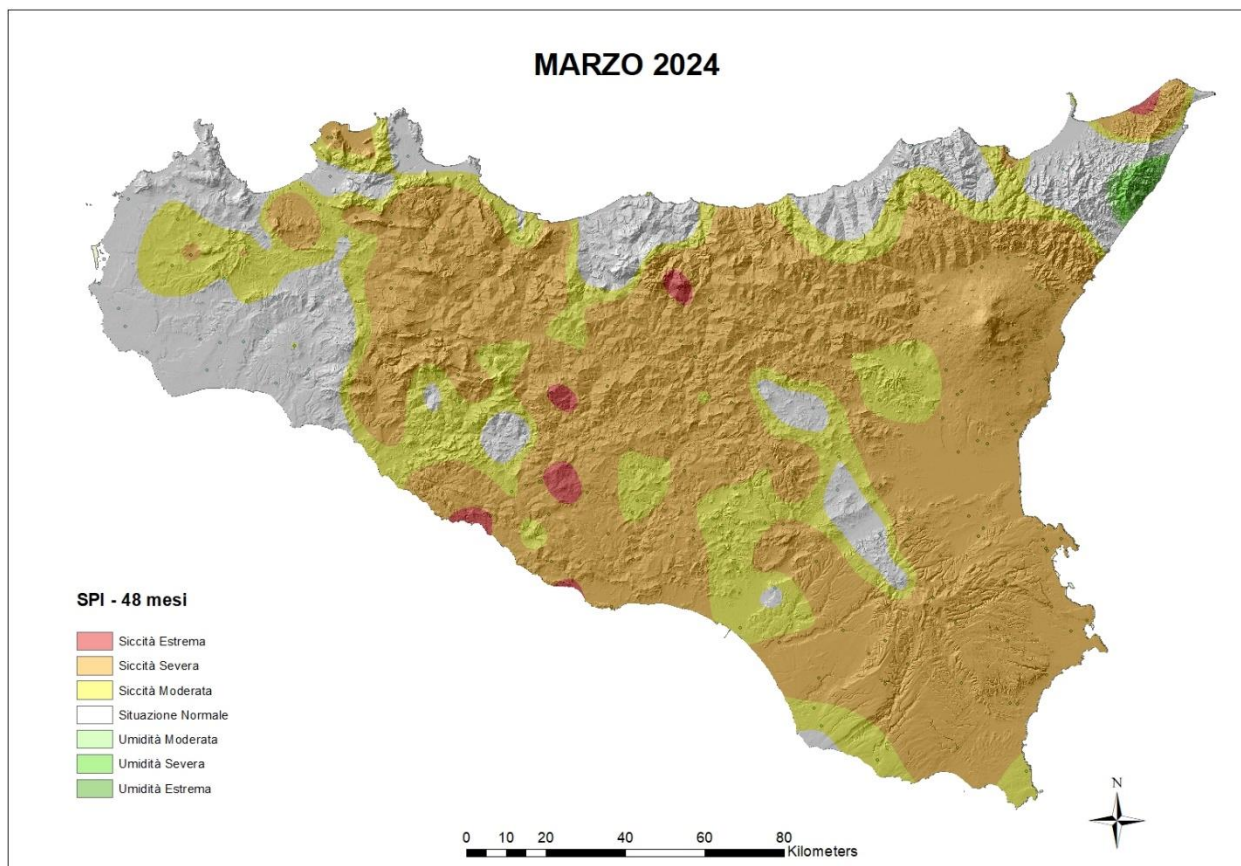 MARZO 2024
SPI - 48 mesi
Siccità Estrema
Siccità Severa
Siccità Moderata
Situazione Normale
Umidità Moderata
Umidità Severa
Umidità Estrema
N
0 10 20 40 60 80
Kilometers